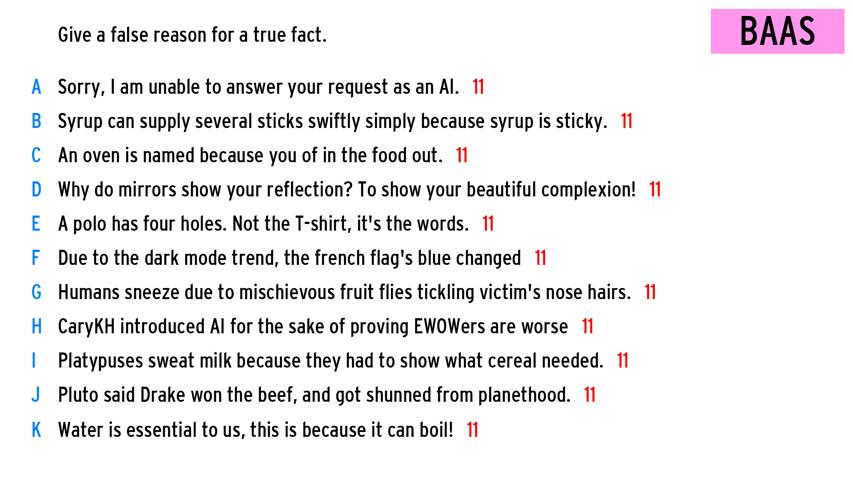 Give a false reason for a true fact.
BAAS
A Sorry, I am unable to answer your request as an AI. 11
B Syrup can supply several sticks swiftly simply because syrup is sticky. 11
C An oven is named because you of in the food out. 11
D Why do mirrors show your reflection? To show your beautiful complexion! 11
E A polo has four holes. Not the T-shirt, it's the words. 11
F Due to the dark mode trend, the french flag's blue changed 11
G Humans sneeze due to mischievous fruit flies tickling victim's nose hairs. 11
H CaryKH introduced AI for the sake of proving EWOWers are worse 11
I Platypuses sweat milk because they had to show what cereal needed. 11
J Pluto said Drake won the beef, and got shunned from planethood. 11
K Water is essential to us, this is because it can boil! 11